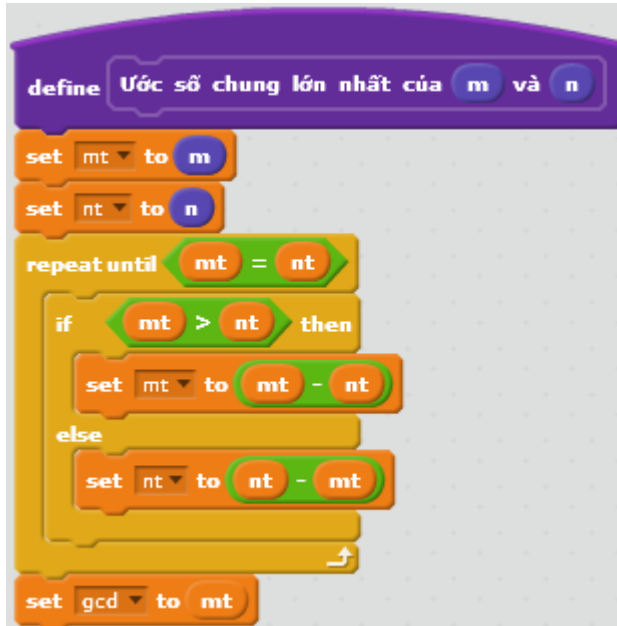 define Ước số chung lớn nhất của m và n
set mt to m
set nt to n
repeat until mt = nt
if mt > nt then
set mt to mt - nt
else
set nt to nt - mt
set gcd to mt